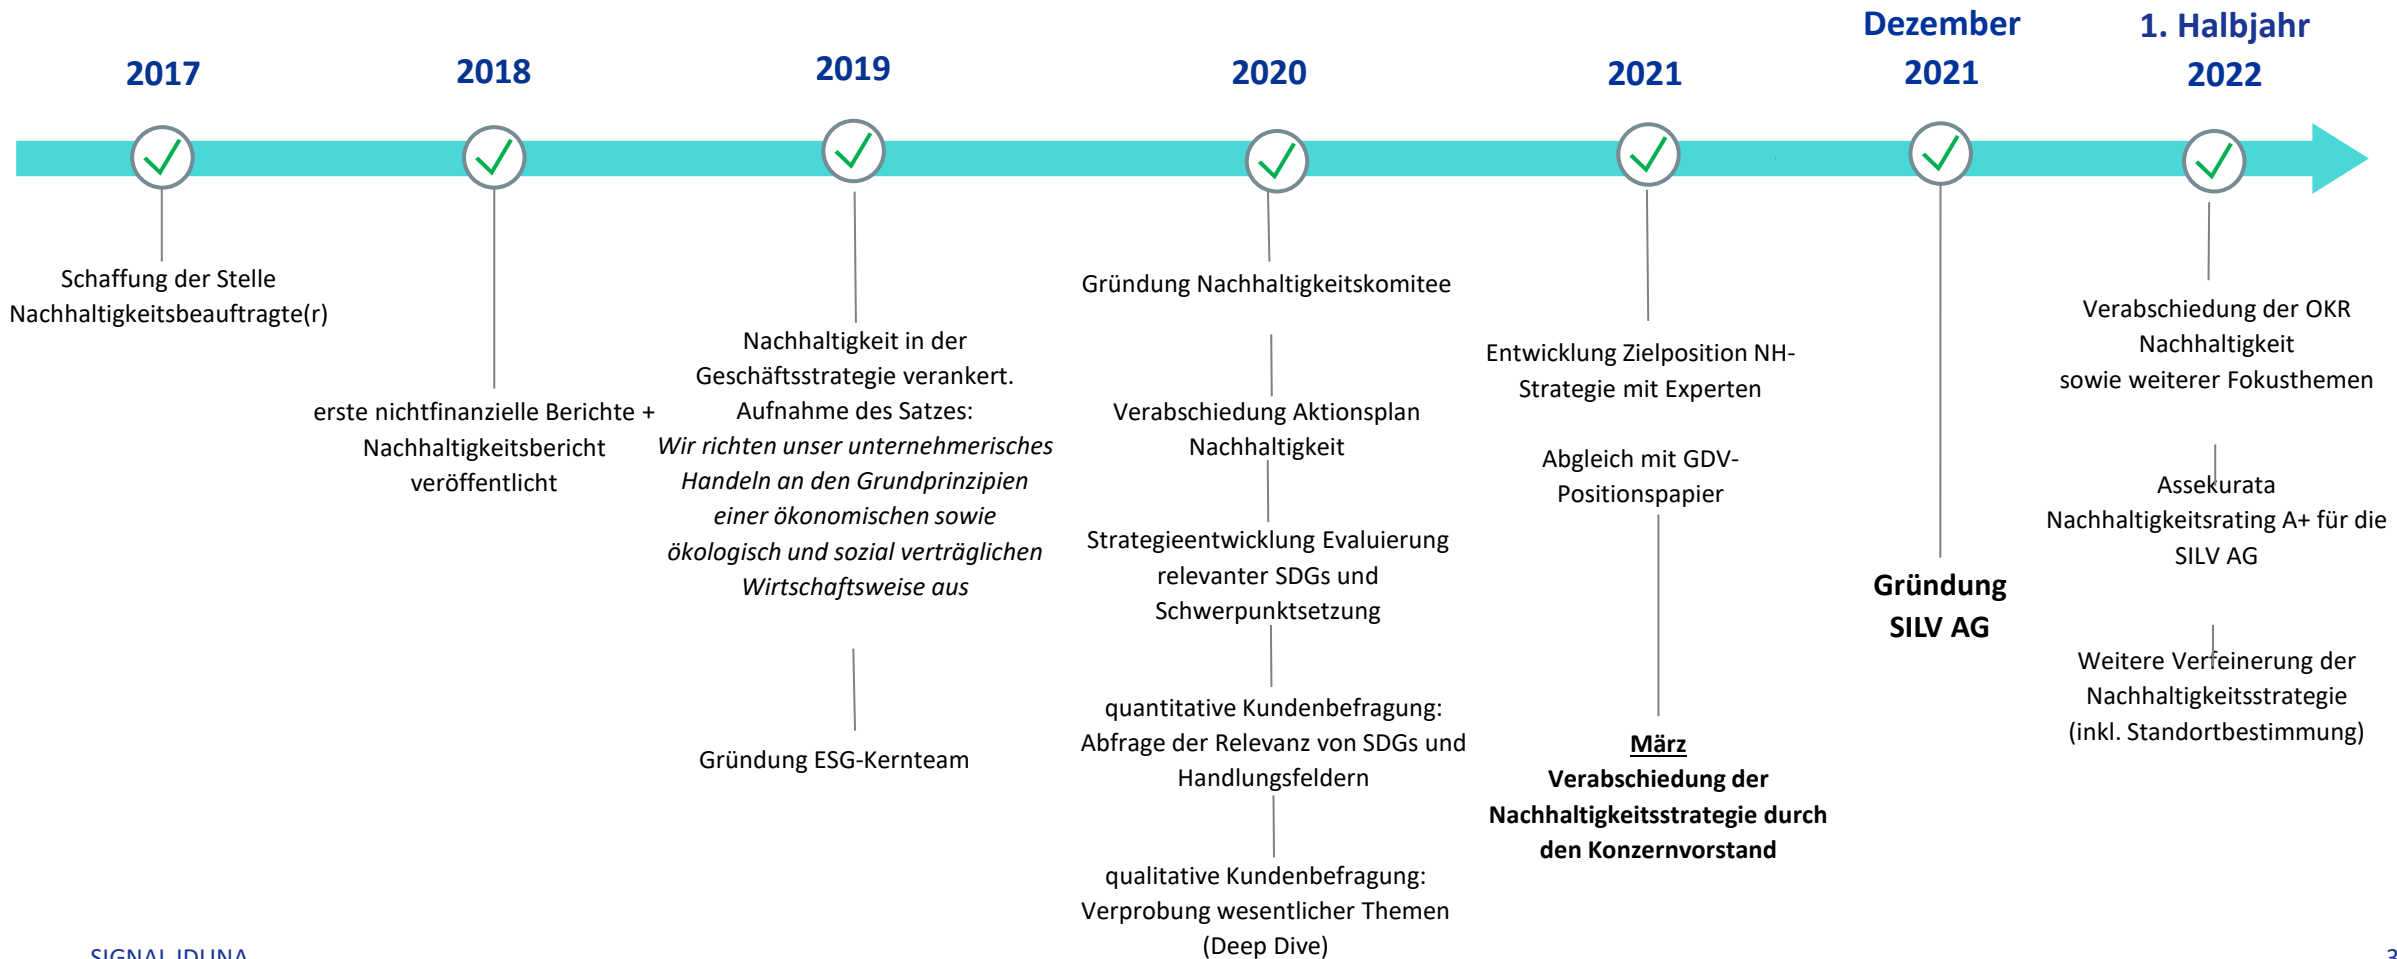 2017
Schaffung der Stelle
Nachhaltigkeitsbeauftragte(r)
2018
erste nichtfinanzielle Berichte +
Nachhaltigkeitsbericht
veröffentlicht
2019
Nachhaltigkeit in der
Geschäftsstrategie verankert.
Aufnahme des Satzes:
Wir richten unser unternehmerisches
Handeln an den Grundprinzipien
einer ökonomischen sowie
ökologisch und sozial verträglichen
Wirtschaftsweise aus
Gründung ESG-Kernteam
2020
Gründung Nachhaltigkeitskomitee
Verabschiedung Aktionsplan
Nachhaltigkeit
Strategieentwicklung Evaluierung
relevanter SDGs und
Schwerpunktsetzung
quantitative Kundenbefragung:
Abfrage der Relevanz von SDGs und
Handlungsfeldern
qualitative Kundenbefragung:
Verprobung wesentlicher Themen
(Deep Dive)
2021
Entwicklung Zielposition NH-
Strategie mit Experten
Abgleich mit GDV-
Positionspapier
März
Verabschiedung der
Nachhaltigkeitsstrategie durch
den Konzernvorstand
Dezember
2021
Gründung
SILV AG
1. Halbjahr
2022
Verabschiedung der OKR
Nachhaltigkeit
sowie weiterer Fokusthemen
Assekurata
Nachhaltigkeitsrating A+ für die
SILV AG
Weitere Verfeinerung der
Nachhaltigkeitsstrategie
(inkl. Standortbestimmung)
SIGNAL IDUNA
3